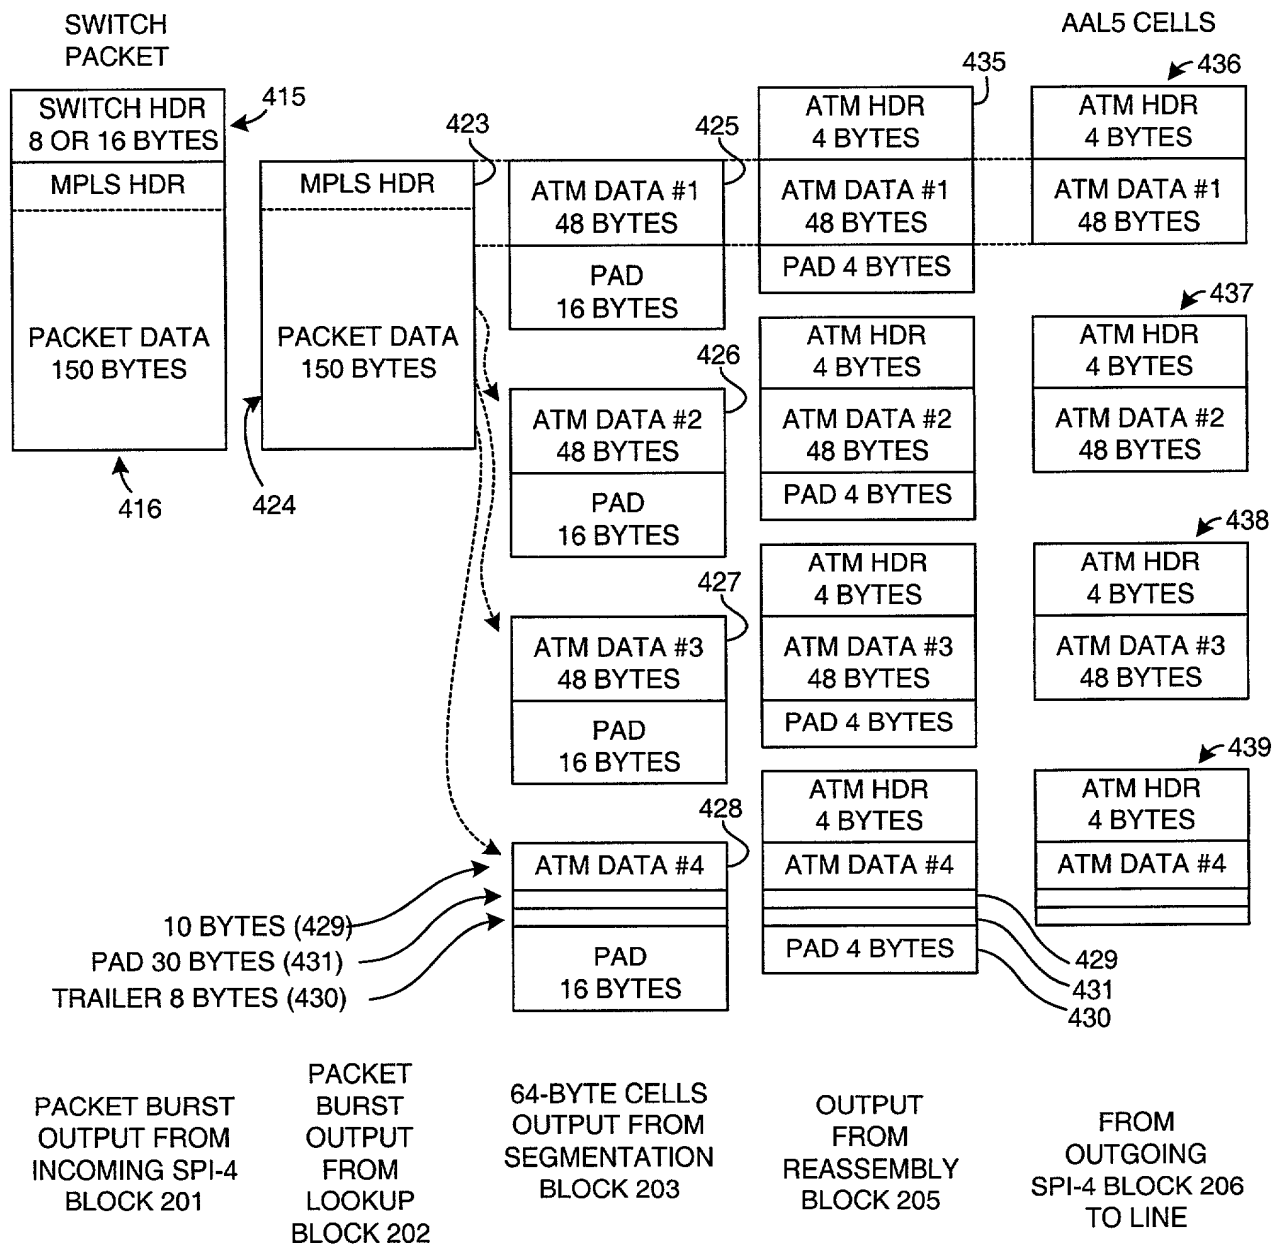 SWITCH
PACKET
SWITCH HDR
8 OR 16 BYTES
415
MPLS HDR
PACKET DATA
150 BYTES
416
MPLS HDR
423
PACKET DATA
150 BYTES
424
ATM DATA #1
48 BYTES
PAD
16 BYTES
425
ATM DATA #2
48 BYTES
PAD
16 BYTES
426
ATM DATA #3
48 BYTES
PAD
16 BYTES
427
ATM DATA #4
PAD
16 BYTES
428
10 BYTES (429)
PAD 30 BYTES (431)
TRAILER 8 BYTES (430)
435
ATM HDR
4 BYTES
ATM DATA #1
48 BYTES
PAD 4 BYTES
ATM HDR
4 BYTES
ATM DATA #2
48 BYTES
PAD 4 BYTES
ATM HDR
4 BYTES
ATM DATA #3
48 BYTES
PAD 4 BYTES
ATM HDR
4 BYTES
ATM DATA #4
PAD 4 BYTES
429
431
430
AAL5 CELLS
436
ATM HDR
4 BYTES
ATM DATA #1
48 BYTES
437
ATM HDR
4 BYTES
ATM DATA #2
48 BYTES
438
ATM HDR
4 BYTES
ATM DATA #3
48 BYTES
439
ATM HDR
4 BYTES
ATM DATA #4
PACKET BURST
OUTPUT FROM
INCOMING SPI-4
BLOCK 201
PACKET
BURST
OUTPUT
FROM
LOOKUP
BLOCK 202
64-BYTE CELLS
OUTPUT FROM
SEGMENTATION
BLOCK 203
OUTPUT
FROM
REASSEMBLY
BLOCK 205
FROM
OUTGOING
SPI-4 BLOCK 206
TO LINE